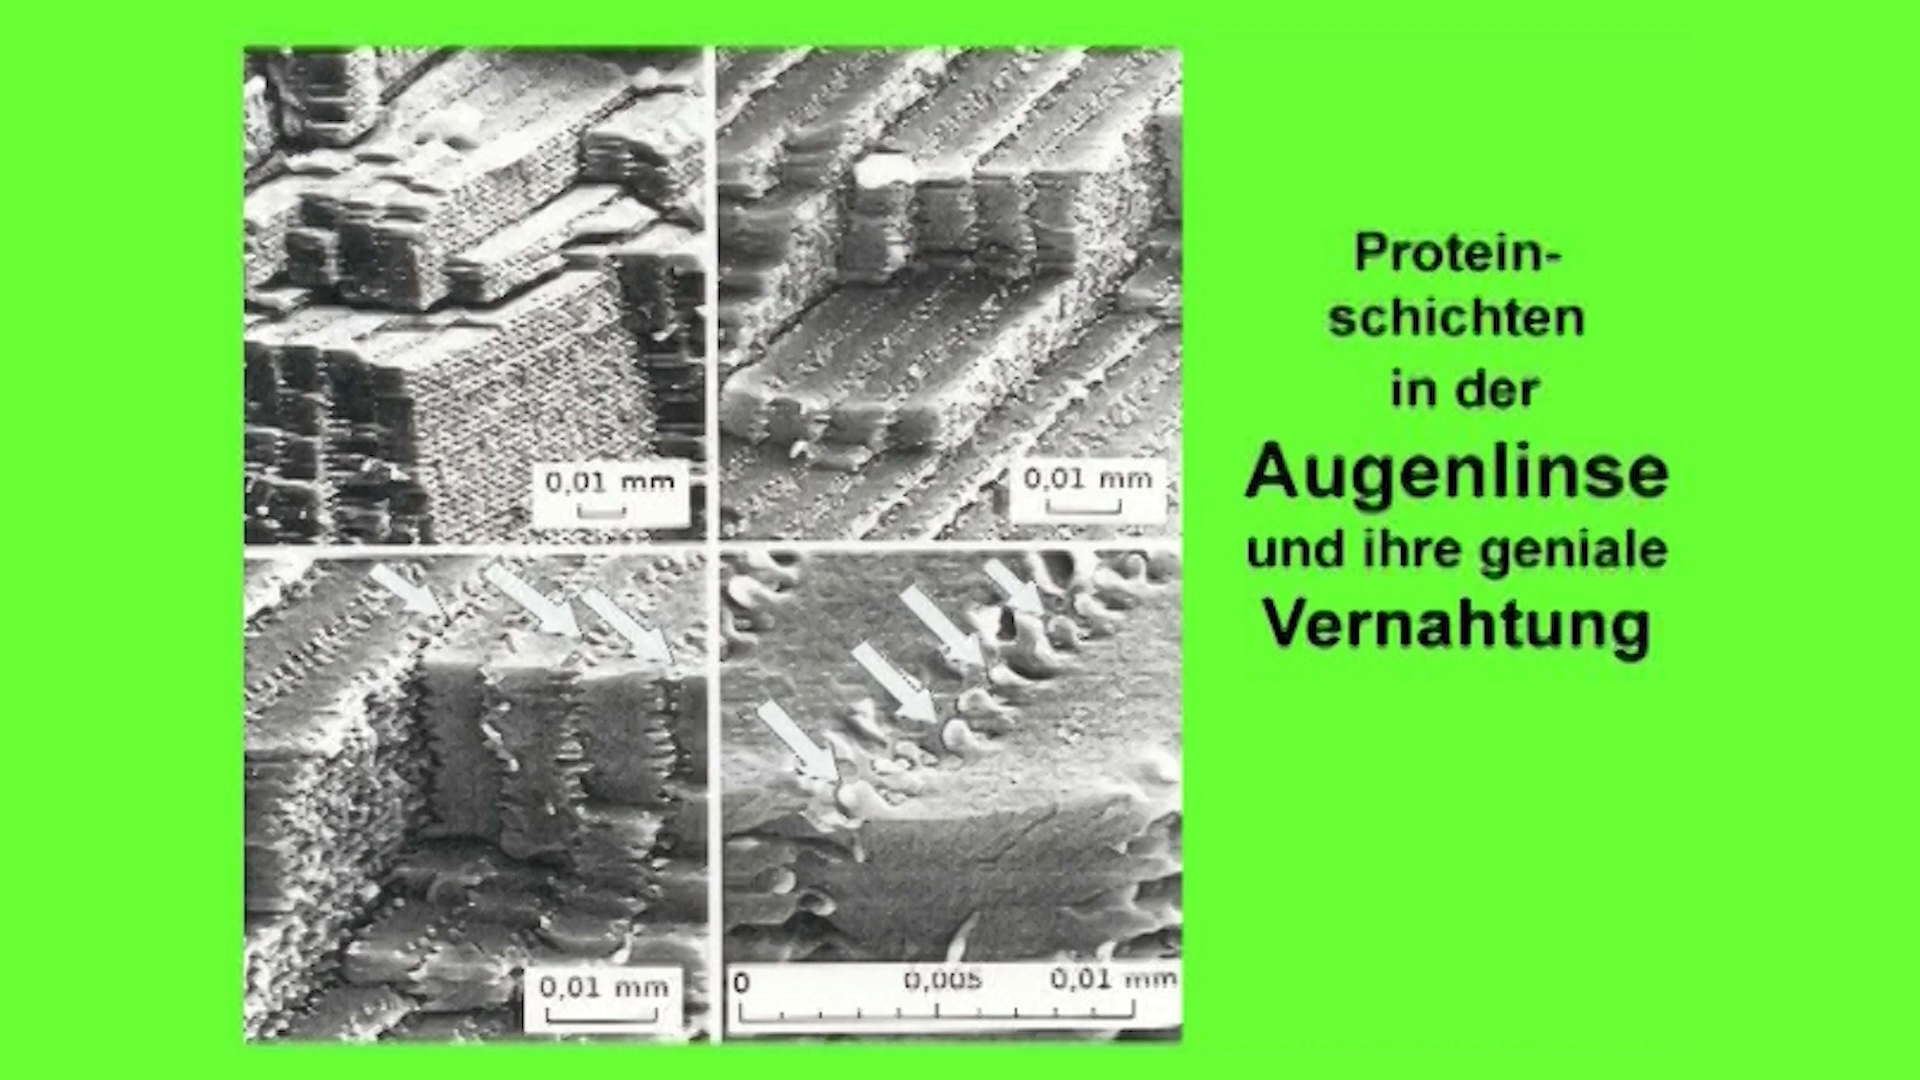 0,01 mm
0,01 mm
0,01 mm
0 0,005 0,01 mm
Protein-
schichten
in der
Augenlinse
und ihre geniale
Vernahtung